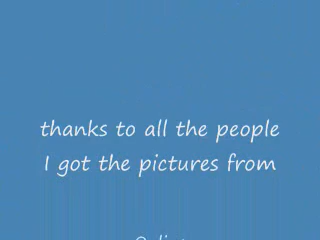 thanks to all the people
I got the pictures from